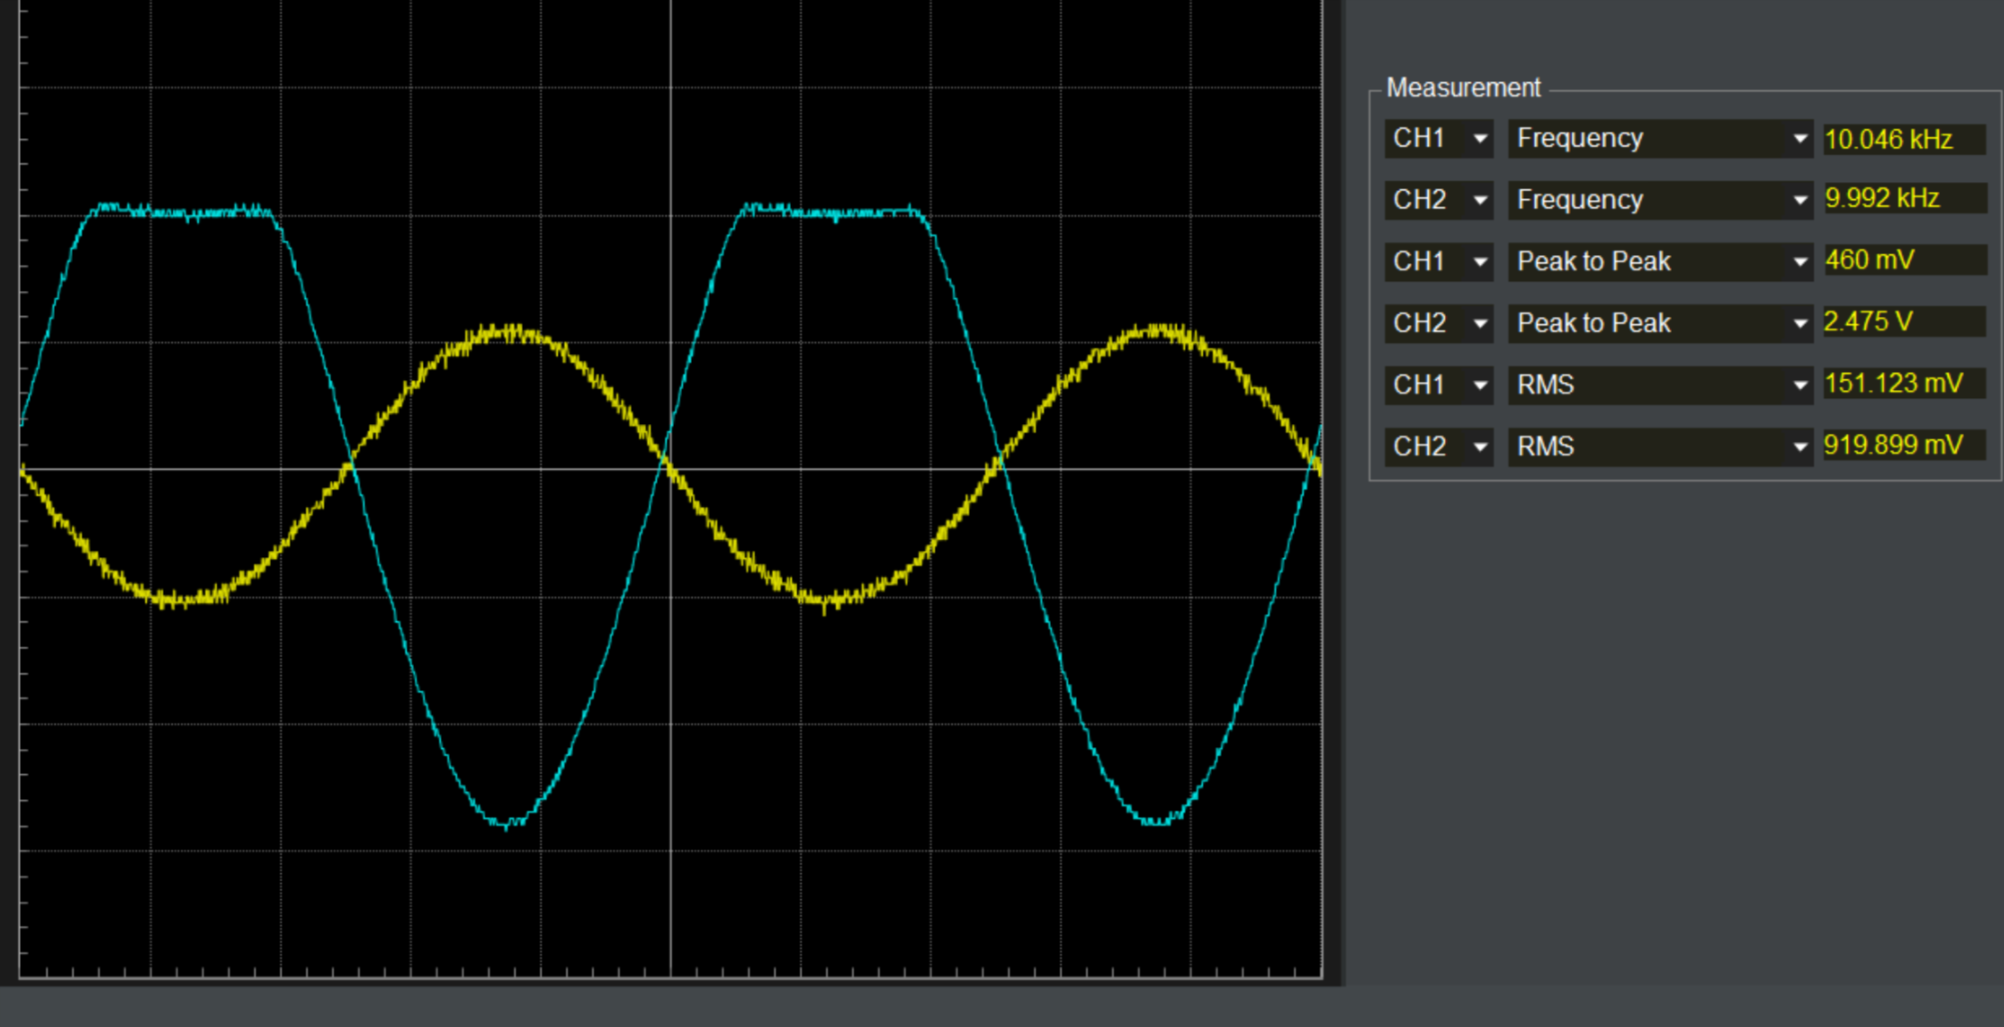 Measurement
CH1 Frequency 10.046 kHz
CH2 Frequency 9.992 kHz
CH1 Peak to Peak 460 mV
CH2 Peak to Peak 2.475 V
CH1 RMS 151.123 mV
CH2 RMS 919.899 mV